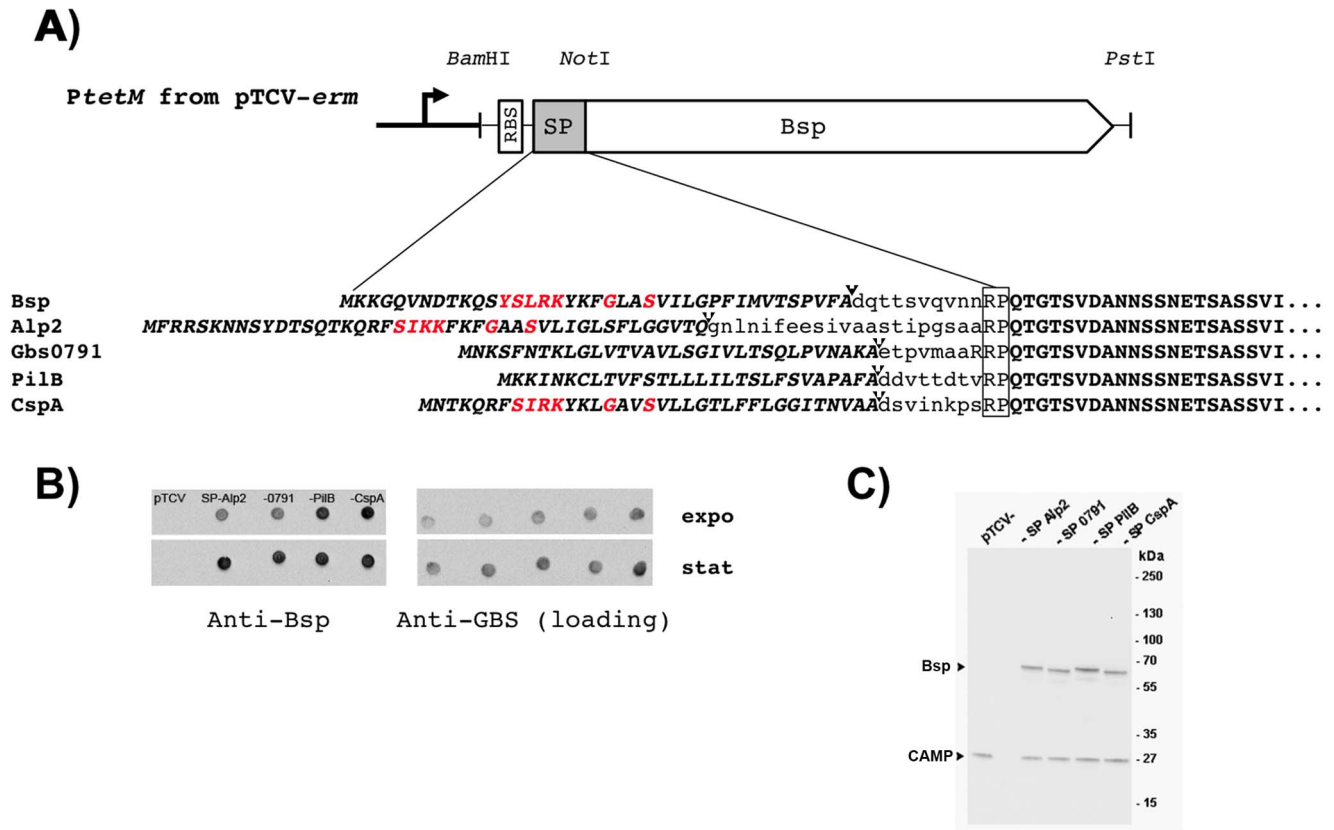 A)
BamHI NotI PstI
PtetM from pTCV-erm
RBS SP Bsp
Bsp MKKGQVNDTKQSYSLRKYKFGLASVILGPFIMVTSPVFAdqttsvqvnnRPQTGTSVDANNSSNETSASSVI...
Alp2 MFRRSKNNSYDTSQTKQRFSIKKFKFGAASVLIGLSFLGGVTQgnlnifeesivaastipgsaaRPQTGTSVDANNSSNETSASSVI...
Gbs0791 MNKSFNTKLGLVTVAVLSGIVLTSQLPVNAKAetpvmaaRRPQTGTSVDANNSSNETSASSVI...
PilB MKKINKCLTVFSTLLLILTSLFSVAPAFAddvttdtvRPQTGTSVDANNSSNETSASSVI...
CspA MNTKQRFSIRKYKLGAVSVLLGTLFFLGGITNVAAdsvinkpsRPQTGTSVDANNSSNETSASSVI...
B)
pTCV SP-Alp2 -0791 -PilB -CspA
expo
stat
Anti-Bsp Anti-GBS (loading)
C)
pTCV- - SP Alp2 - SP 0791 - SP PilB - SP CspA
kDa
- 250
- 130
- 100
- 70
Bsp
- 55
- 35
CAMP - 27
- 15